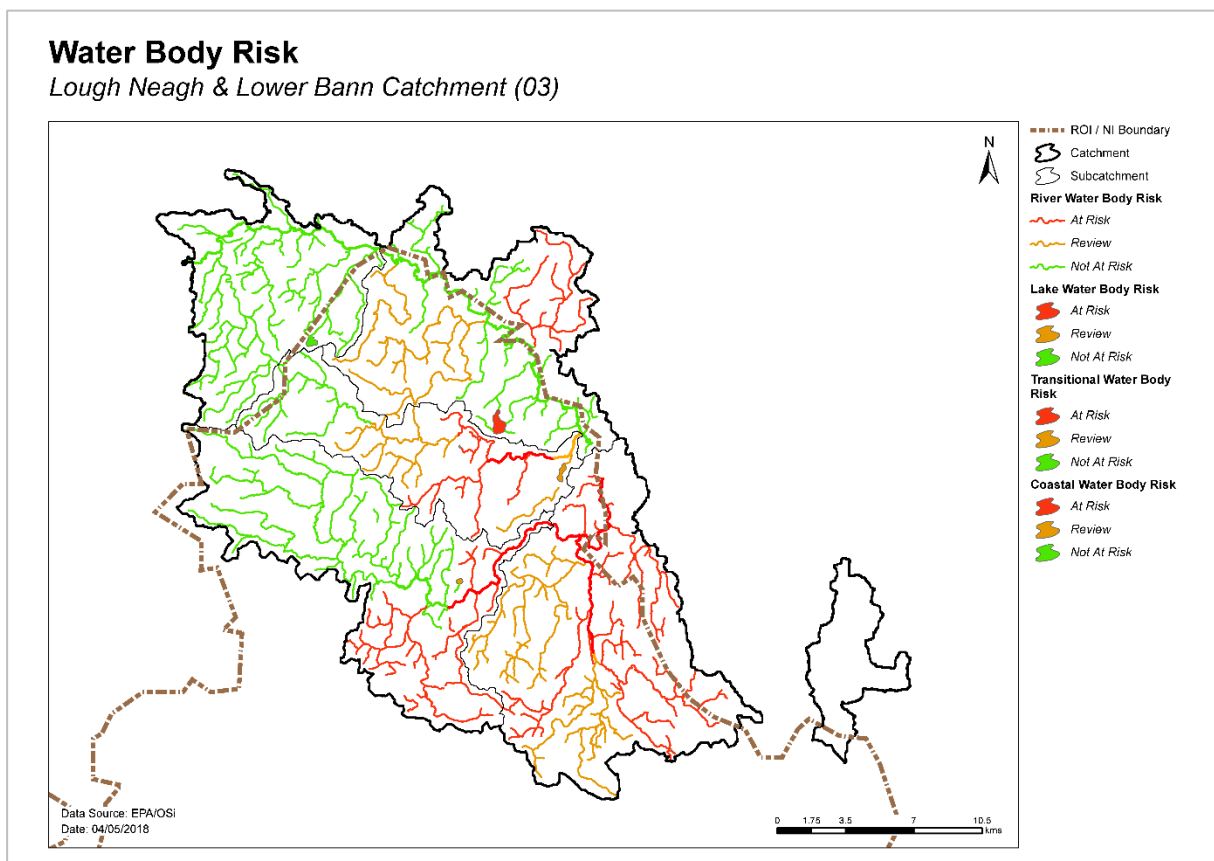 Water Body Risk
Lough Neagh & Lower Bann Catchment (03)
N
ROI / NI Boundary
Catchment
Subcatchment
River Water Body Risk
At Risk
Review
Not At Risk
Lake Water Body Risk
At Risk
Review
Not At Risk
Transitional Water Body
Risk
At Risk
Review
Not At Risk
Coastal Water Body Risk
At Risk
Review
Not At Risk
Data Source: EPA/OSi
Date: 04/05/2018
0 1.75 3.5 7 10.5
kms